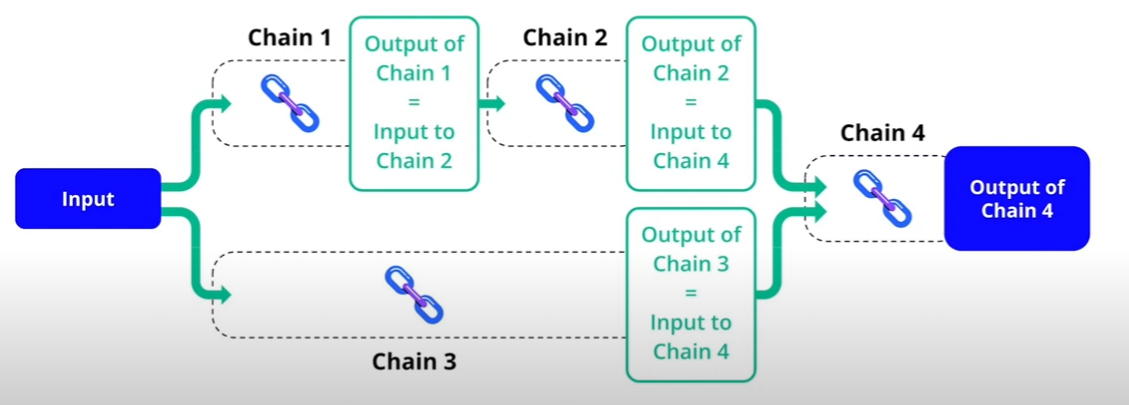 Chain 1
Output of
Chain 1
=
Input to
Chain 2
Chain 2
Output of
Chain 2
=
Input to
Chain 4
Chain 4
Input
Output of
Chain 4
Output of
Chain 3
=
Input to
Chain 4
Chain 3